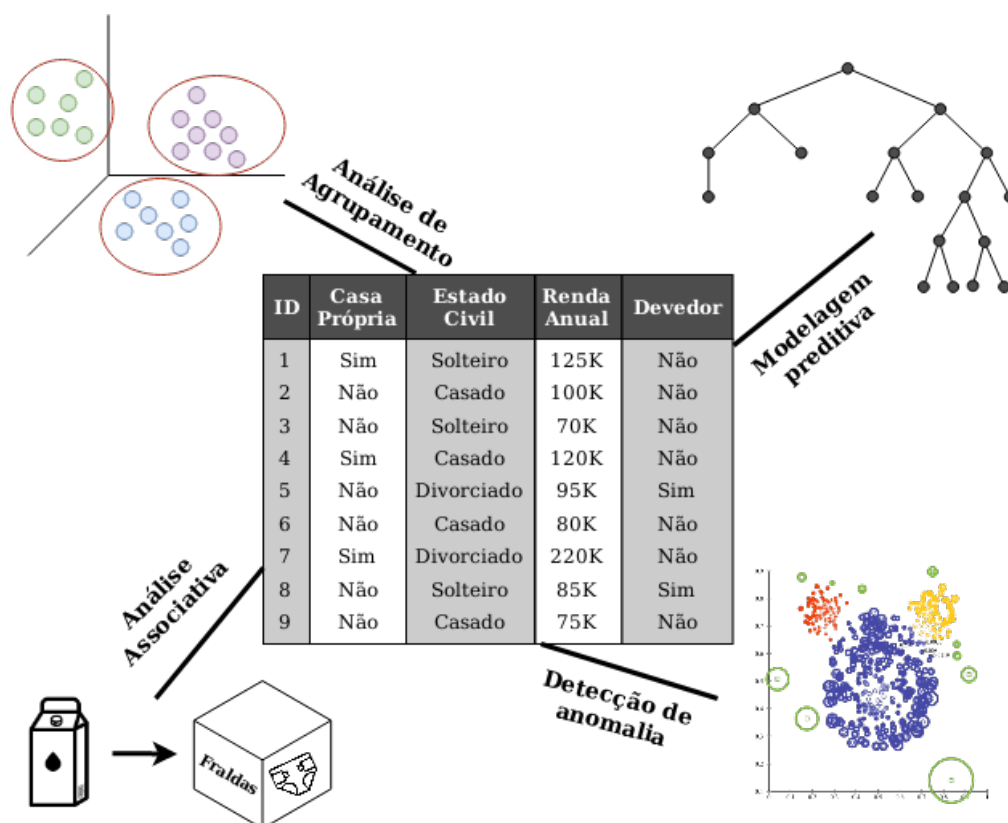 Análise de
Agrupamento
Modelagem
preditiva
ID Casa Própria Estado Civil Renda Anual Devedor
1 Sim Solteiro 125K Não
2 Não Casado 100K Não
3 Não Solteiro 70K Não
4 Sim Casado 120K Não
5 Não Divorciado 95K Sim
6 Não Casado 80K Não
7 Sim Divorciado 220K Não
8 Não Solteiro 85K Sim
9 Não Casado 75K Não
Análise
Associativa
Detecção de
anomalia
Fraldas